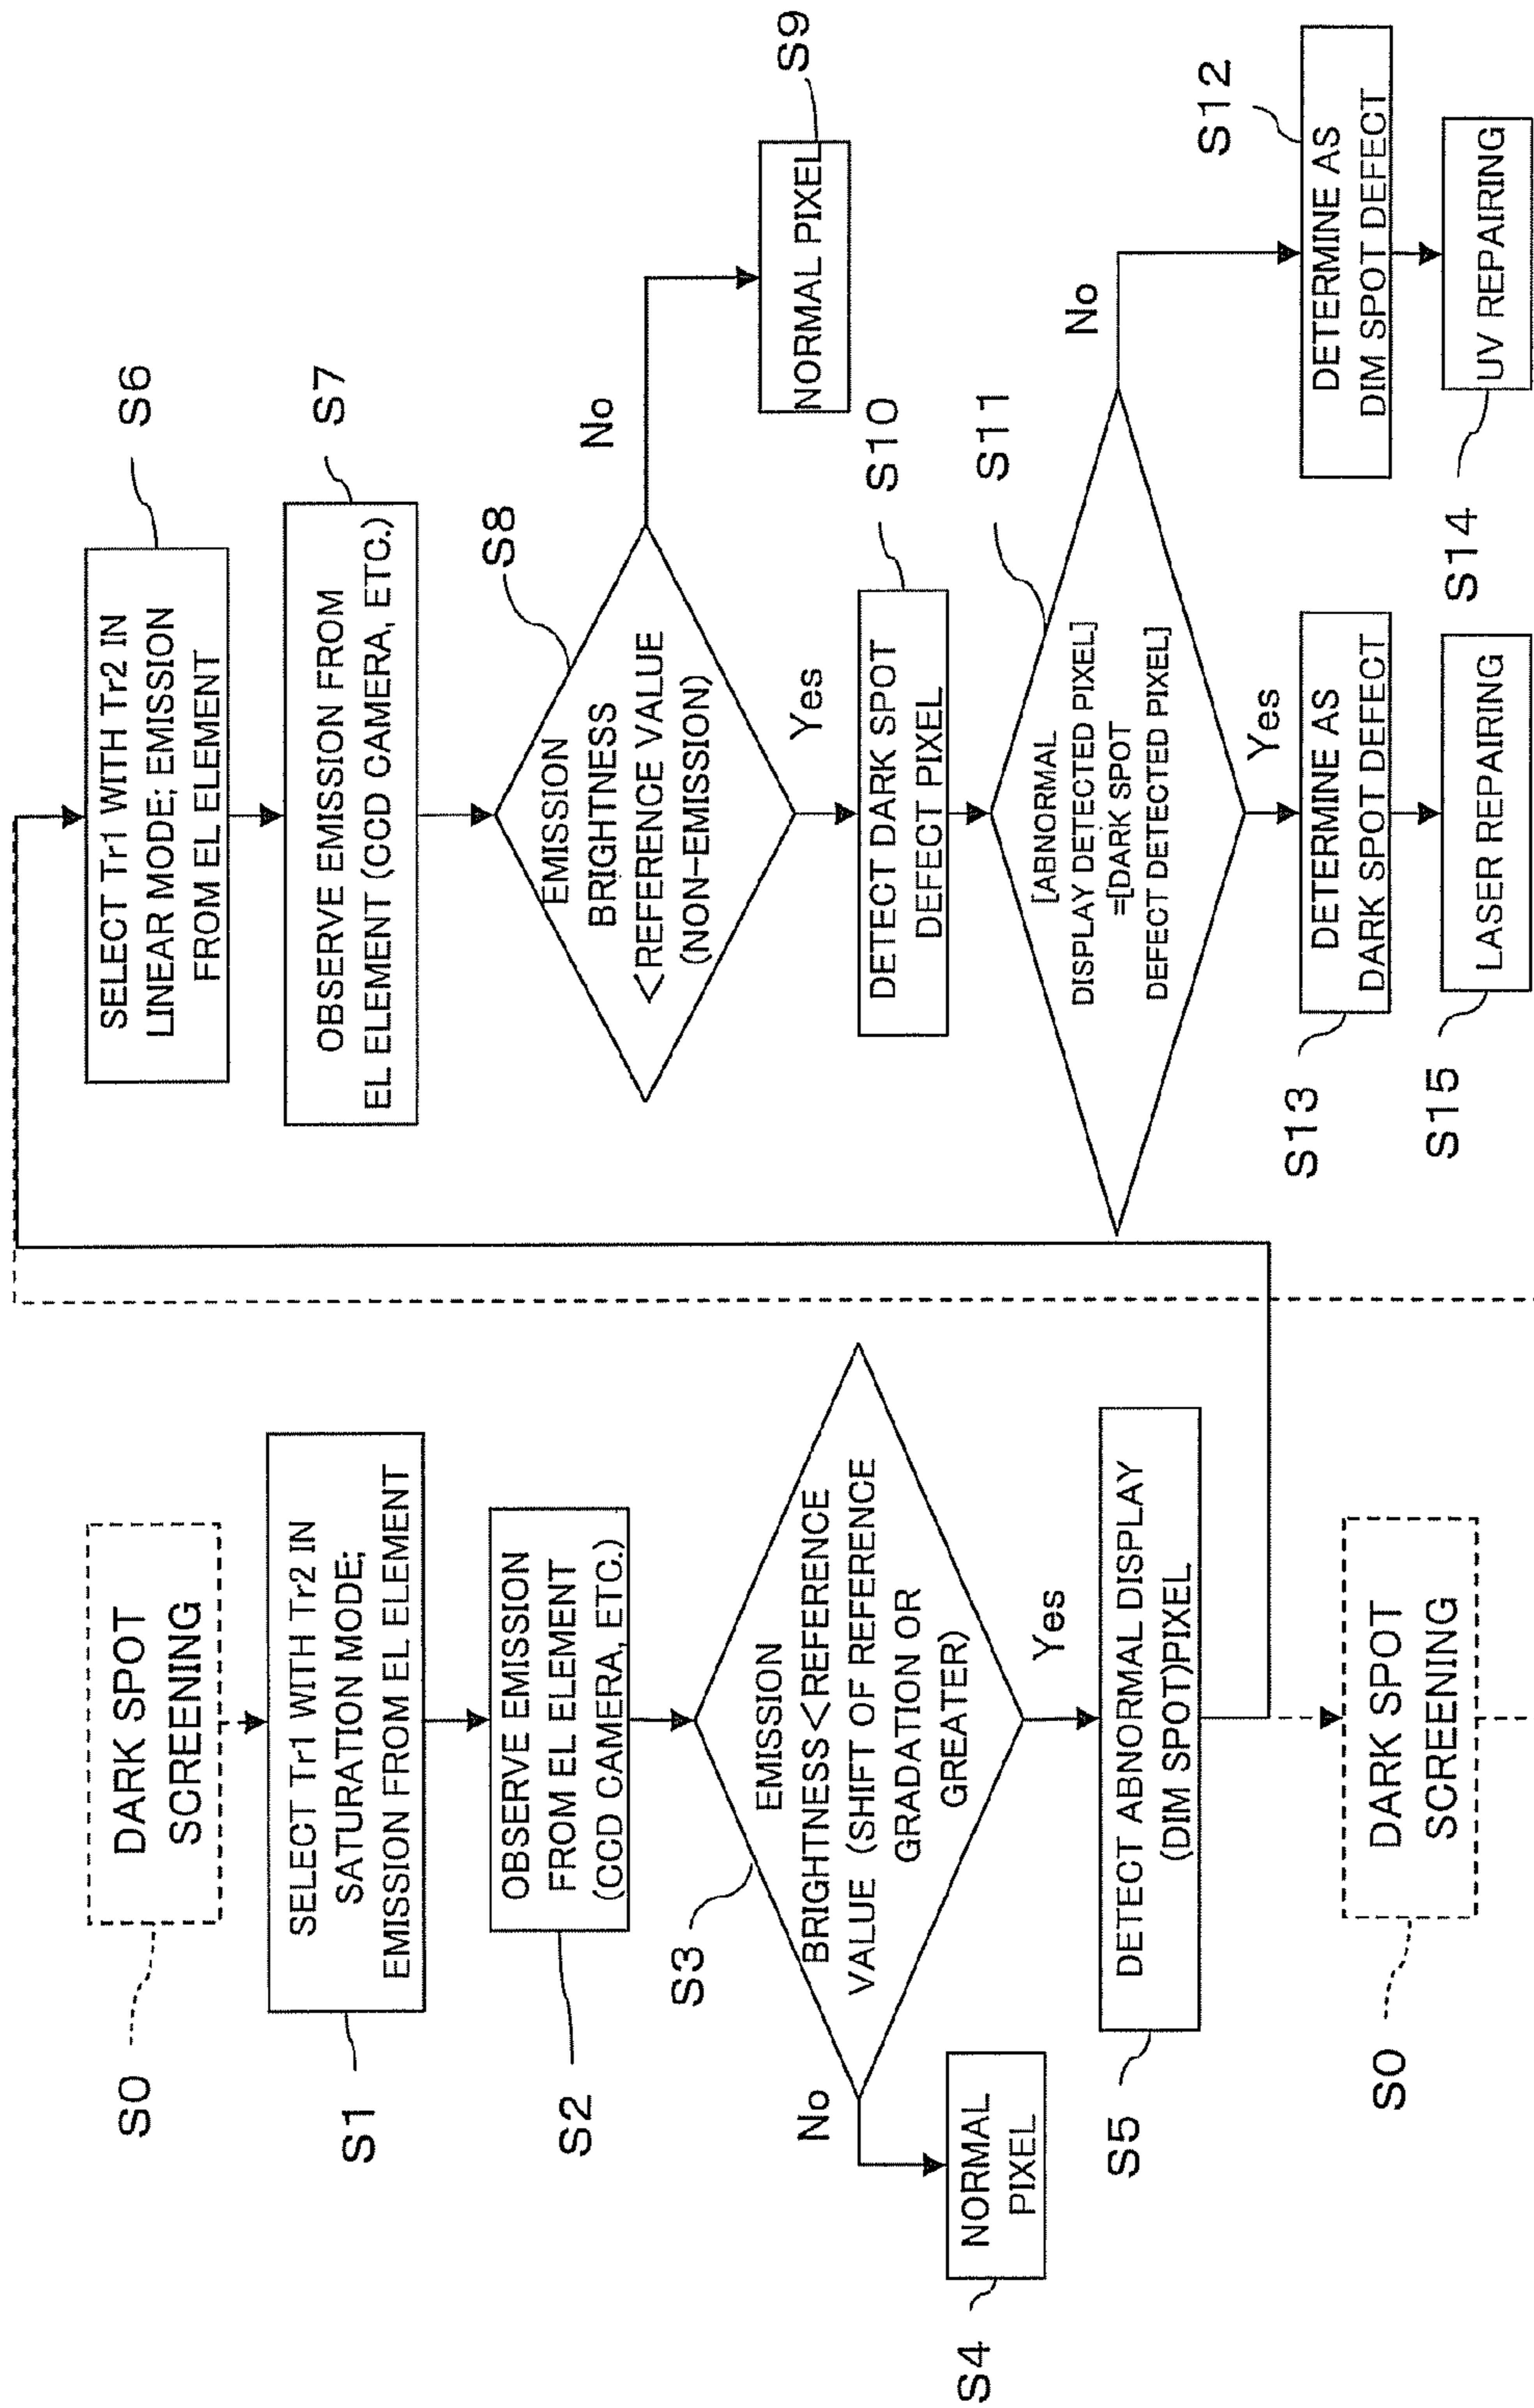 S0
DARK SPOT
SCREENING
S1
SELECT Tr1 WITH Tr2 IN
SATURATION MODE;
EMISSION FROM EL ELEMENT
S2
OBSERVE EMISSION
FROM EL ELEMENT
(CCD CAMERA, ETC.)
S3
EMISSION
BRIGHTNESS<REFERENCE
VALUE (SHIFT OF REFERENCE
GRADATION OR
GREATER)
No
Yes
S4
NORMAL
PIXEL
S5
DETECT ABNORMAL DISPLAY
(DIM SPOT)PIXEL
S0
DARK SPOT
SCREENING
S6
SELECT Tr1 WITH Tr2 IN
LINEAR MODE; EMISSION
FROM EL ELEMENT
S7
OBSERVE EMISSION FROM
EL ELEMENT (CCD CAMERA, ETC.)
S8
EMISSION
BRIGHTNESS
<REFERENCE VALUE
(NON-EMISSION)
No
Yes
S9
NORMAL PIXEL
S10
DETECT DARK SPOT
DEFECT PIXEL
S11
[ABNORMAL
DISPLAY DETECTED PIXEL]
=[DARK SPOT
DEFECT DETECTED PIXEL]
No
Yes
S12
DETERMINE AS
DIM SPOT DEFECT
S13
DETERMINE AS
DARK SPOT DEFECT
S14
UV REPAIRING
S15
LASER REPAIRING